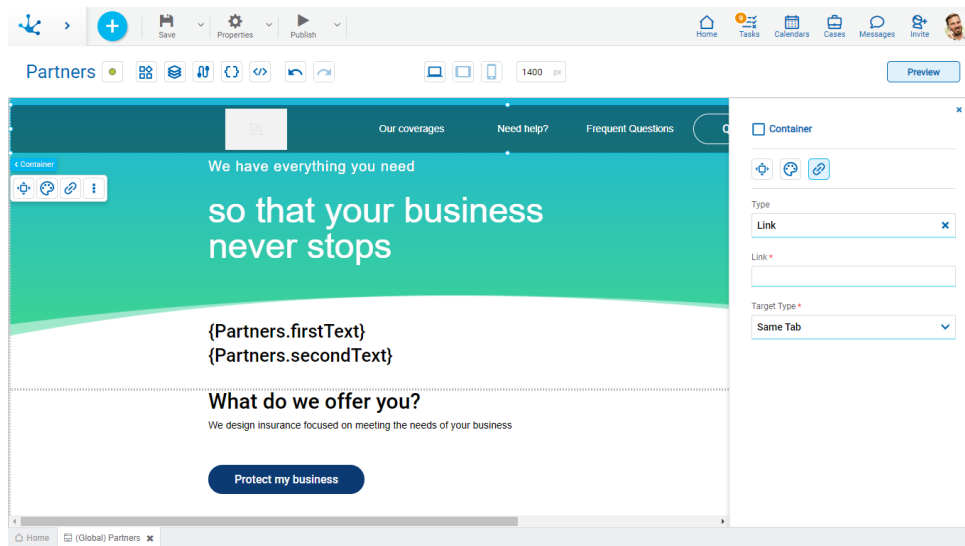 Save
Properties
Publish
Home
9
Tasks
Calendars
Cases
Messages
Invite
Partners
1400 px
Preview
Our coverages
Need help?
Frequent Questions
Container
We have everything you need
so that your business
never stops
{Partners.firstText}
{Partners.secondText}
What do we offer you?
We design insurance focused on meeting the needs of your business
Protect my business
Container
Type
Link
Link *
Target Type *
Same Tab
Home
(Global) Partners